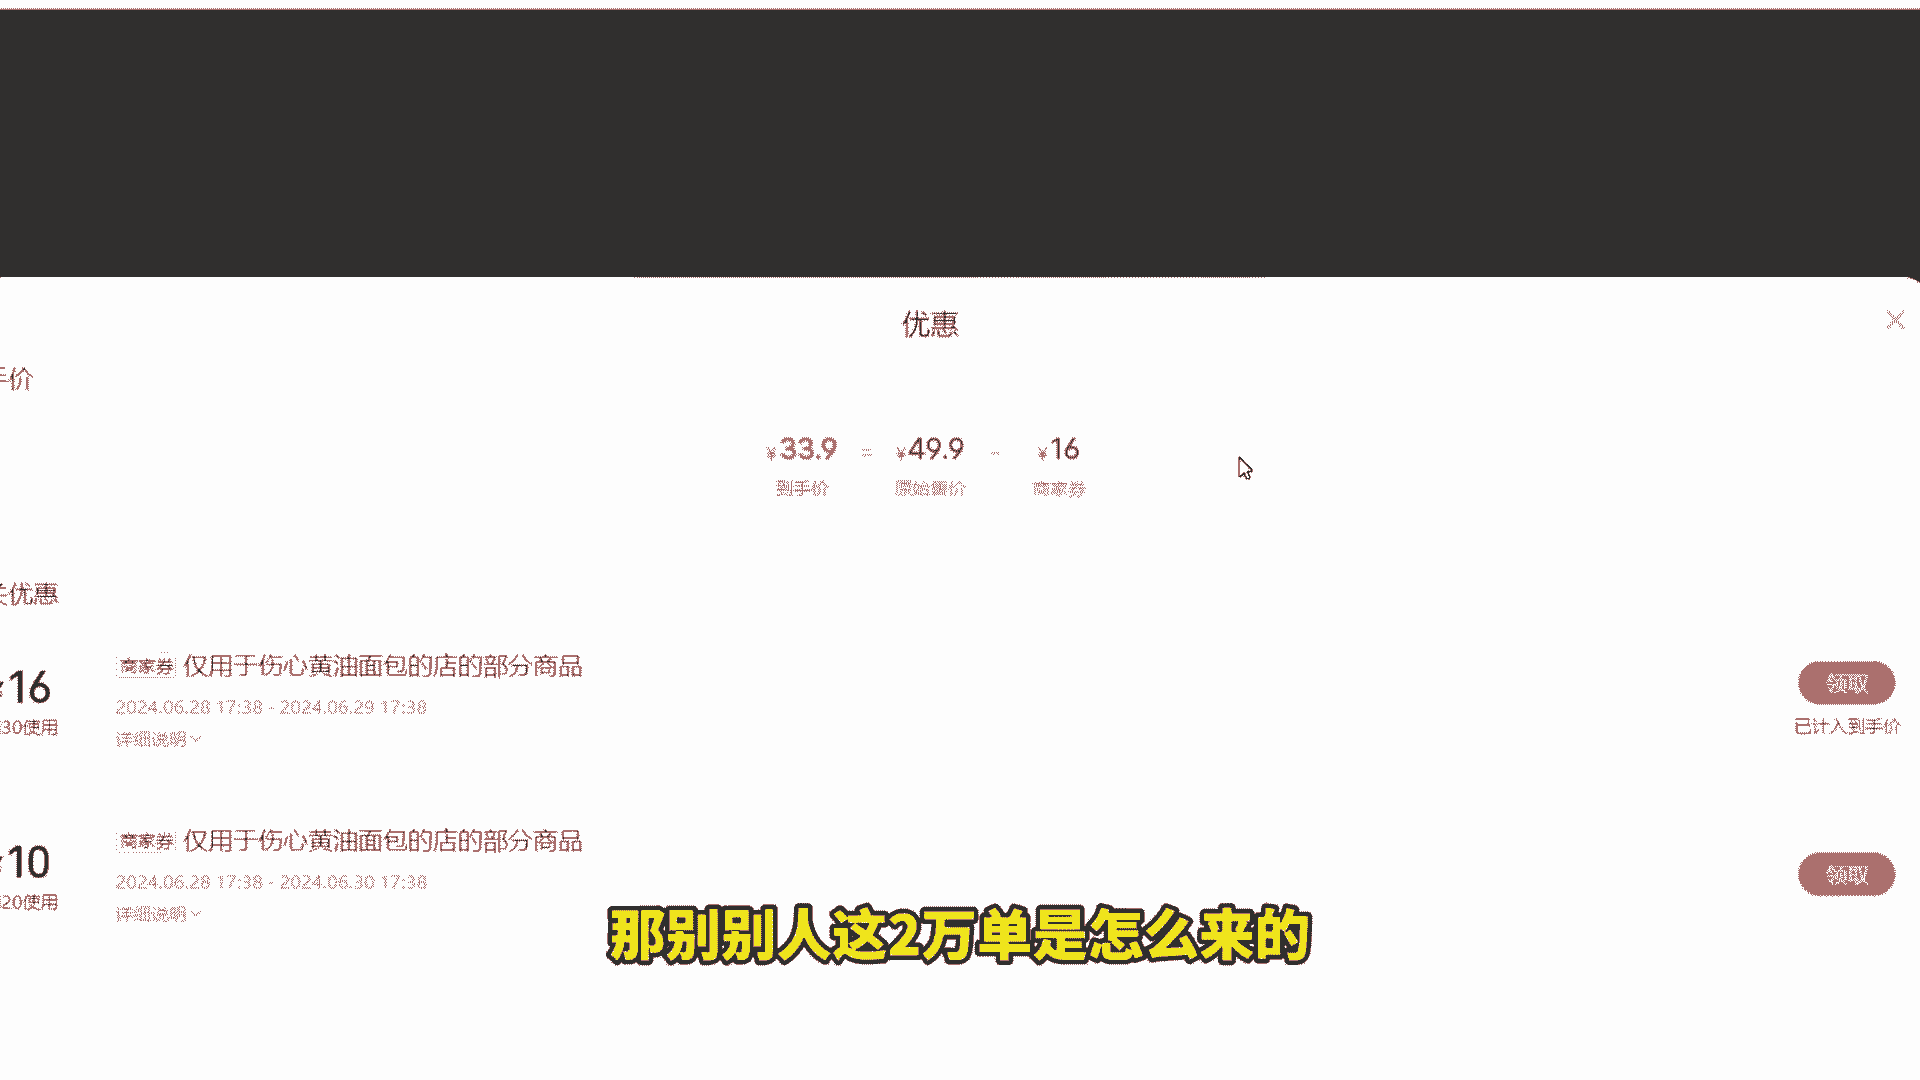 优惠
手价
¥33.9 = ¥49.9 - ¥16
到手价 原始售价 商家券
关优惠
商家券 仅用于伤心黄油面包的店的部分商品
¥16
2024.06.28 17:38 - 2024.06.29 17:38
30使用
详细说明
领取
已计入到手价
商家券 仅用于伤心黄油面包的店的部分商品
¥10
2024.06.28 17:38 - 2024.06.30 17:38
20使用
详细说明
领取
那别别人这2万单是怎么来的